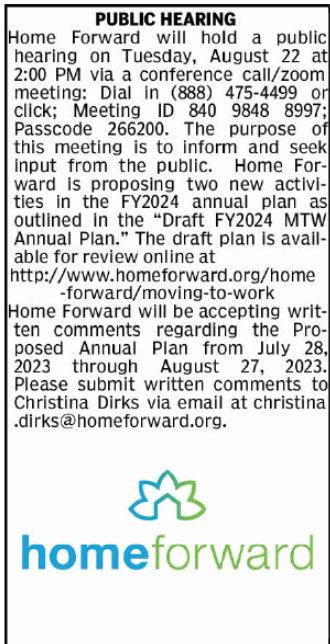 PUBLIC HEARING
Home Forward will hold a public
hearing on Tuesday, August 22 at
2:00 PM via a conference call/zoom
meeting: Dial in (888) 475-4499 or
click; Meeting ID 840 9848 8997;
Passcode 266200. The purpose of
this meeting is to inform and seek
input from the public. Home For-
ward is proposing two new activi-
ties in the FY2024 annual plan as
outlined in the “Draft FY2024 MTW
Annual Plan.” The draft plan is avail-
able for review online at
http://www.homeforward.org/home
-forward/moving-to-work
Home Forward will be accepting writ-
ten comments regarding the Pro-
posed Annual Plan from July 28,
2023 through August 27, 2023.
Please submit written comments to
Christina Dirks via email at christina
.dirks@homeforward.org.
homeforward